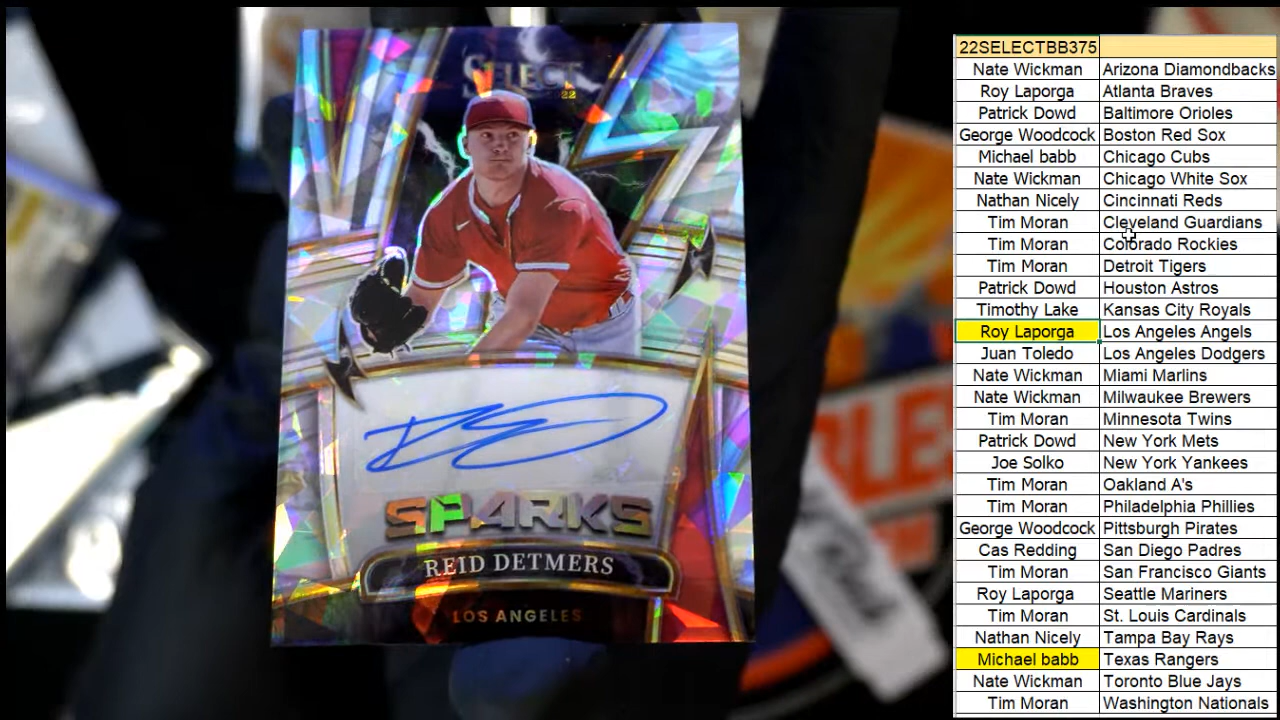 SELECT
22
SPARKS
REID DETMERS
LOS ANGELES
22SELECTBB375
Nate Wickman Arizona Diamondbacks
Roy Laporga Atlanta Braves
Patrick Dowd Baltimore Orioles
George Woodcock Boston Red Sox
Michael babb Chicago Cubs
Nate Wickman Chicago White Sox
Nathan Nicely Cincinnati Reds
Tim Moran Cleveland Guardians
Tim Moran Colorado Rockies
Tim Moran Detroit Tigers
Patrick Dowd Houston Astros
Timothy Lake Kansas City Royals
Roy Laporga Los Angeles Angels
Juan Toledo Los Angeles Dodgers
Nate Wickman Miami Marlins
Nate Wickman Milwaukee Brewers
Tim Moran Minnesota Twins
Patrick Dowd New York Mets
Joe Solko New York Yankees
Tim Moran Oakland A's
Tim Moran Philadelphia Phillies
George Woodcock Pittsburgh Pirates
Cas Redding San Diego Padres
Tim Moran San Francisco Giants
Roy Laporga Seattle Mariners
Tim Moran St. Louis Cardinals
Nathan Nicely Tampa Bay Rays
Michael babb Texas Rangers
Nate Wickman Toronto Blue Jays
Tim Moran Washington Nationals